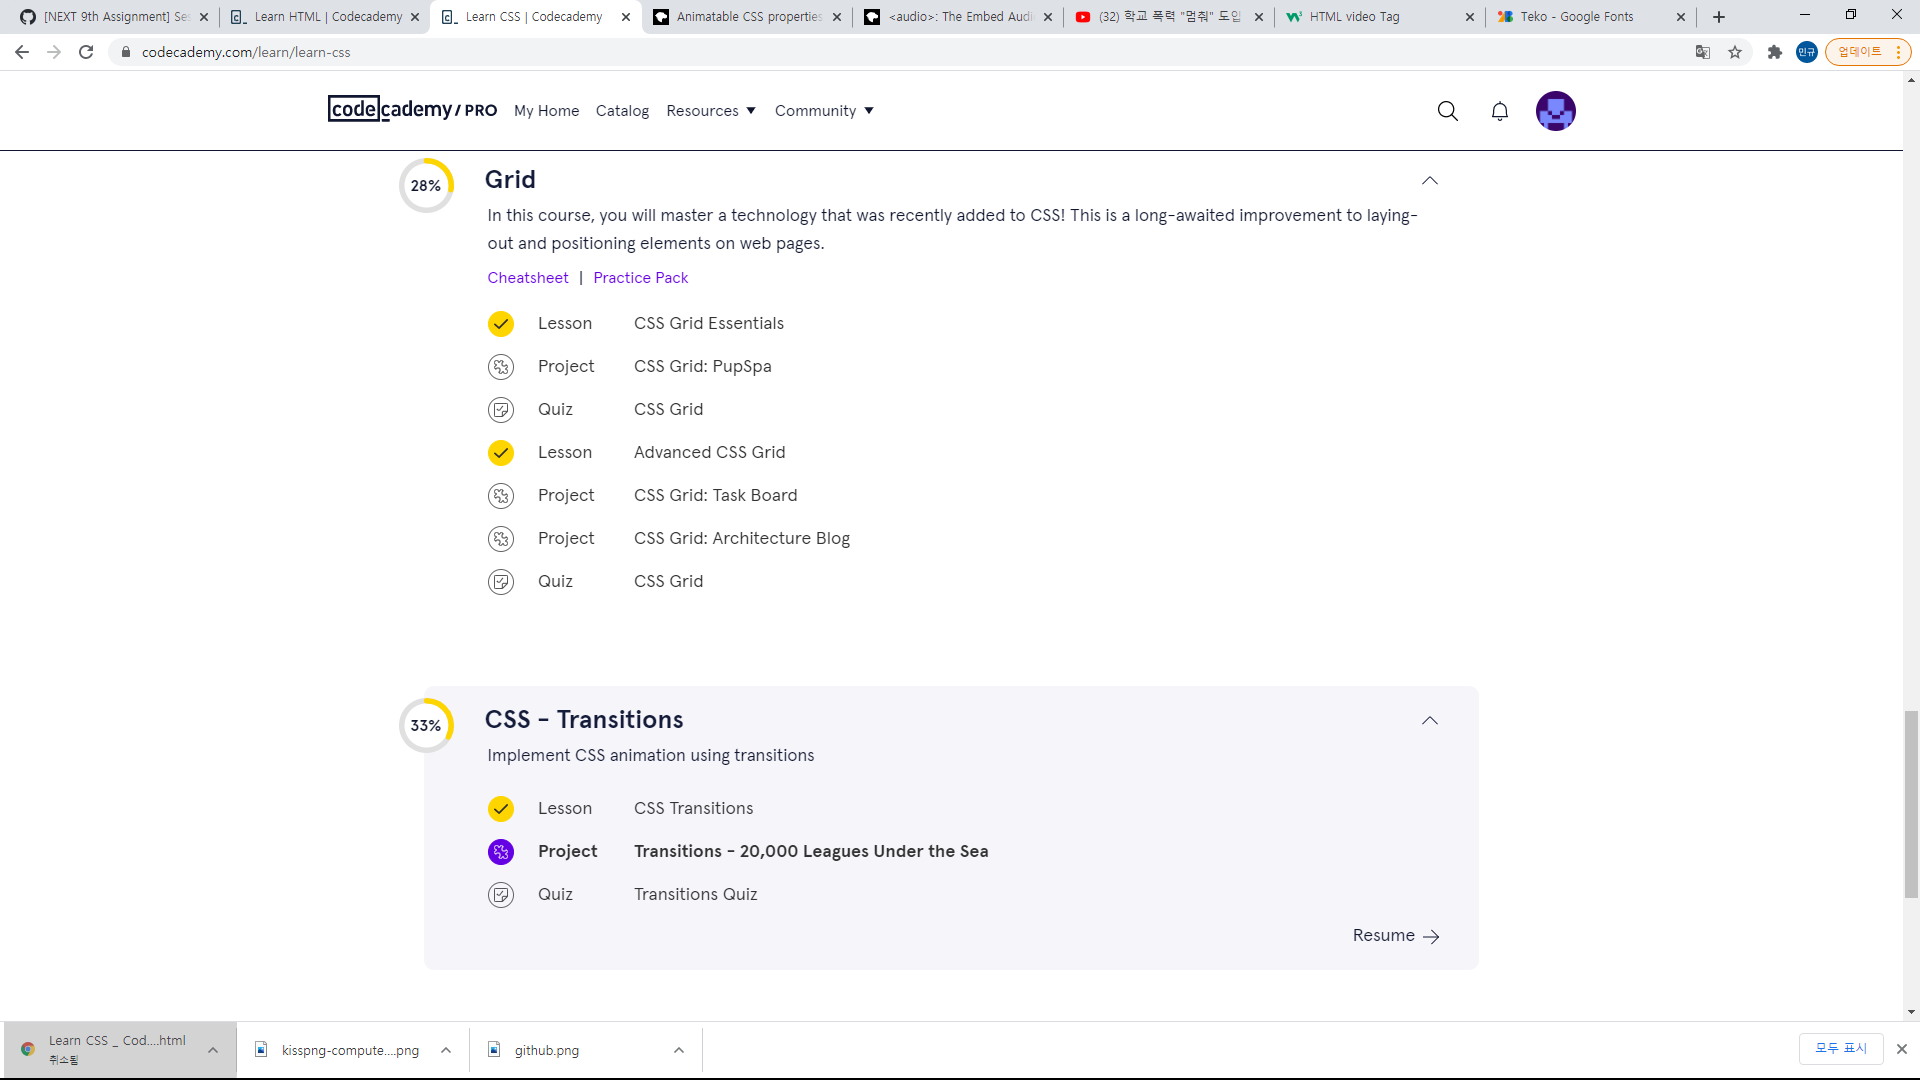 [NEXT 9th Assignment] Se
Learn HTML | Codecademy
Learn CSS | Codecademy
Animatable CSS properties
<audio>: The Embed Audi
(32) 학교 폭력 "멈춰" 도입
HTML video Tag
Teko - Google Fonts
codecademy.com/learn/learn-css
민규
업데이트
codecademy / PRO
My Home
Catalog
Resources
Community
28%
Grid
In this course, you will master a technology that was recently added to CSS! This is a long-awaited improvement to laying-
out and positioning elements on web pages.
Cheatsheet | Practice Pack
Lesson CSS Grid Essentials
Project CSS Grid: PupSpa
Quiz CSS Grid
Lesson Advanced CSS Grid
Project CSS Grid: Task Board
Project CSS Grid: Architecture Blog
Quiz CSS Grid
33%
CSS - Transitions
Implement CSS animation using transitions
Lesson CSS Transitions
Project Transitions - 20,000 Leagues Under the Sea
Quiz Transitions Quiz
Resume
Learn CSS _ Cod....html
취소됨
kisspng-compute....png
github.png
모두 표시